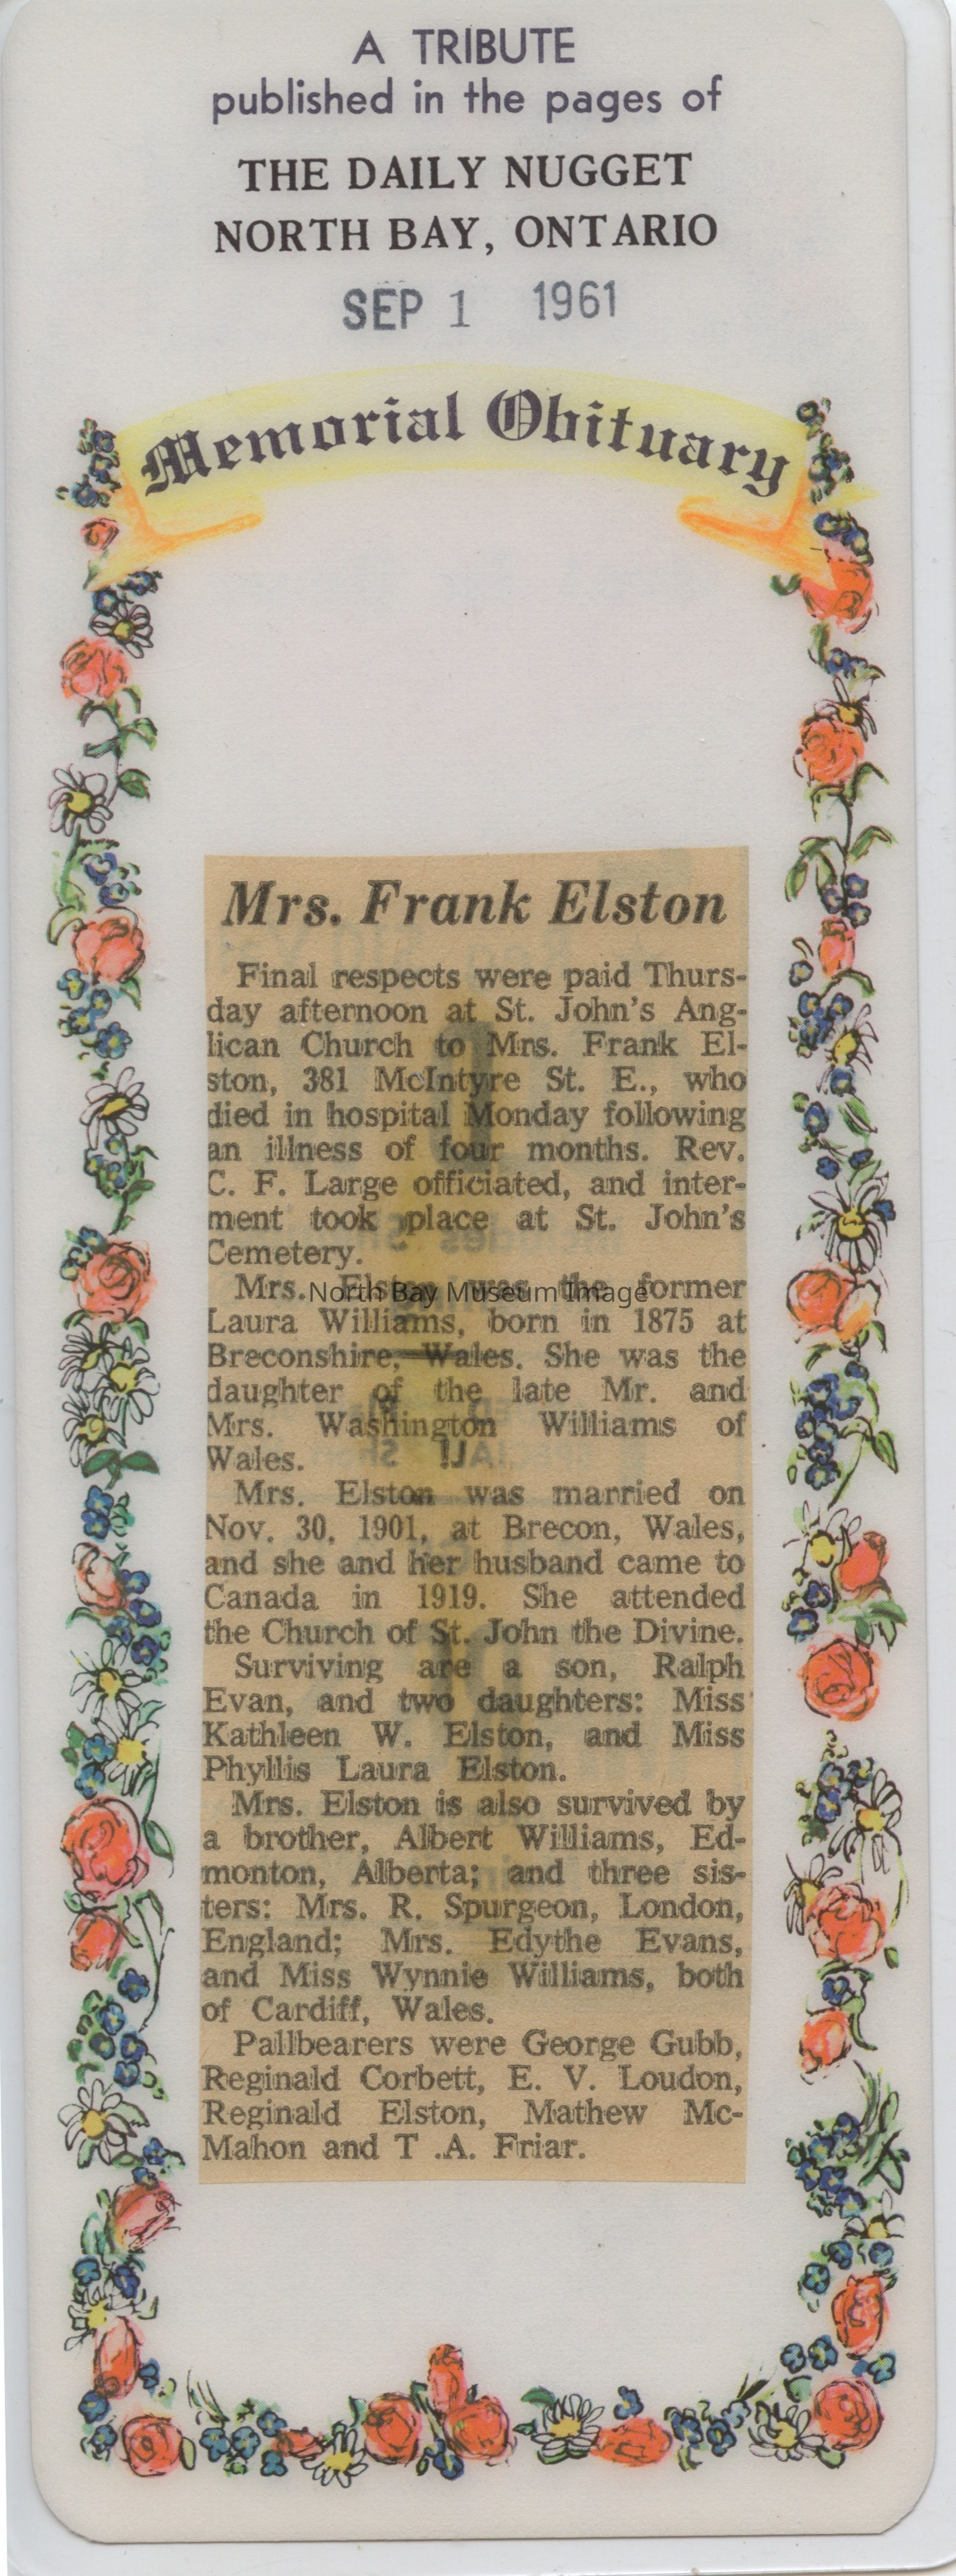 A TRIBUTE
published in the pages of
THE DAILY NUGGET
NORTH BAY, ONTARIO
SEP 1 1961
Memorial Obituary
Mrs. Frank Elston
Final respects were paid Thurs-
day afternoon at St. John's Ang-
lican Church to Mrs. Frank El-
ston, 381 McIntyre St. E., who
died in hospital Monday following
an illness of four months. Rev.
C. F. Large officiated, and inter-
ment took place at St. John's
Cemetery.
Mrs. Elston was the former
North Bay Museum Image
Laura Williams, born in 1875 at
Breconshire, Wales. She was the
daughter of the late Mr. and
Mrs. Washington Williams of
Wales.
Mrs. Elston was married on
Nov. 30, 1901, at Brecon, Wales,
and she and her husband came to
Canada in 1919. She attended
the Church of St. John the Divine.
Surviving are a son, Ralph
Evan, and two daughters: Miss
Kathleen W. Elston, and Miss
Phyllis Laura Elston.
Mrs. Elston is also survived by
a brother, Albert Williams, Ed-
monton, Alberta; and three sis-
ters: Mrs. R. Spurgeon, London,
England; Mrs. Edythe Evans,
and Miss Wynnie Williams, both
of Cardiff, Wales.
Pallbearers were George Gubb,
Reginald Corbett, E. V. Loudon,
Reginald Elston, Mathew Mc-
Mahon and T .A. Friar.